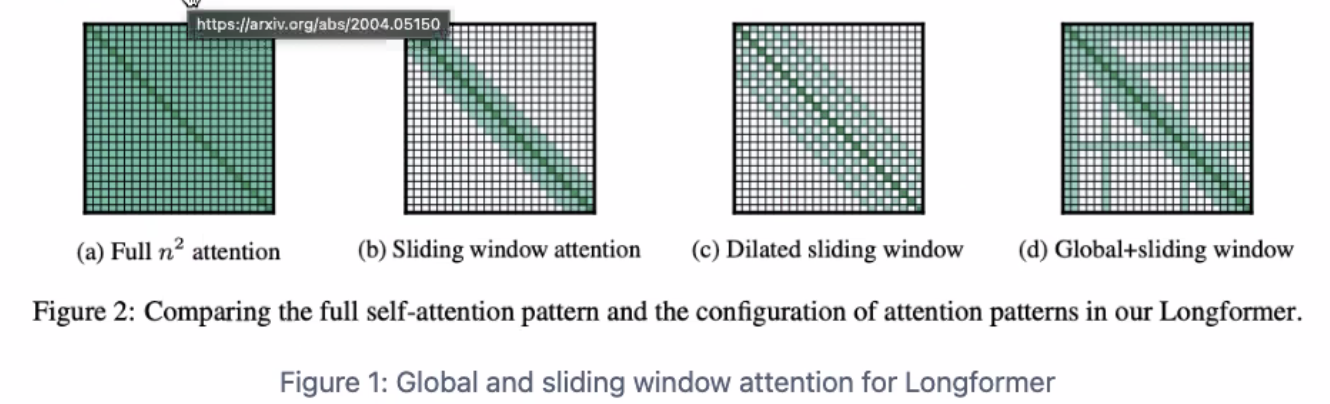 https://arxiv.org/abs/2004.05150
(a) Full n² attention
(b) Sliding window attention
(c) Dilated sliding window
(d) Global+sliding window
Figure 2: Comparing the full self-attention pattern and the configuration of attention patterns in our Longformer.
Figure 1: Global and sliding window attention for Longformer